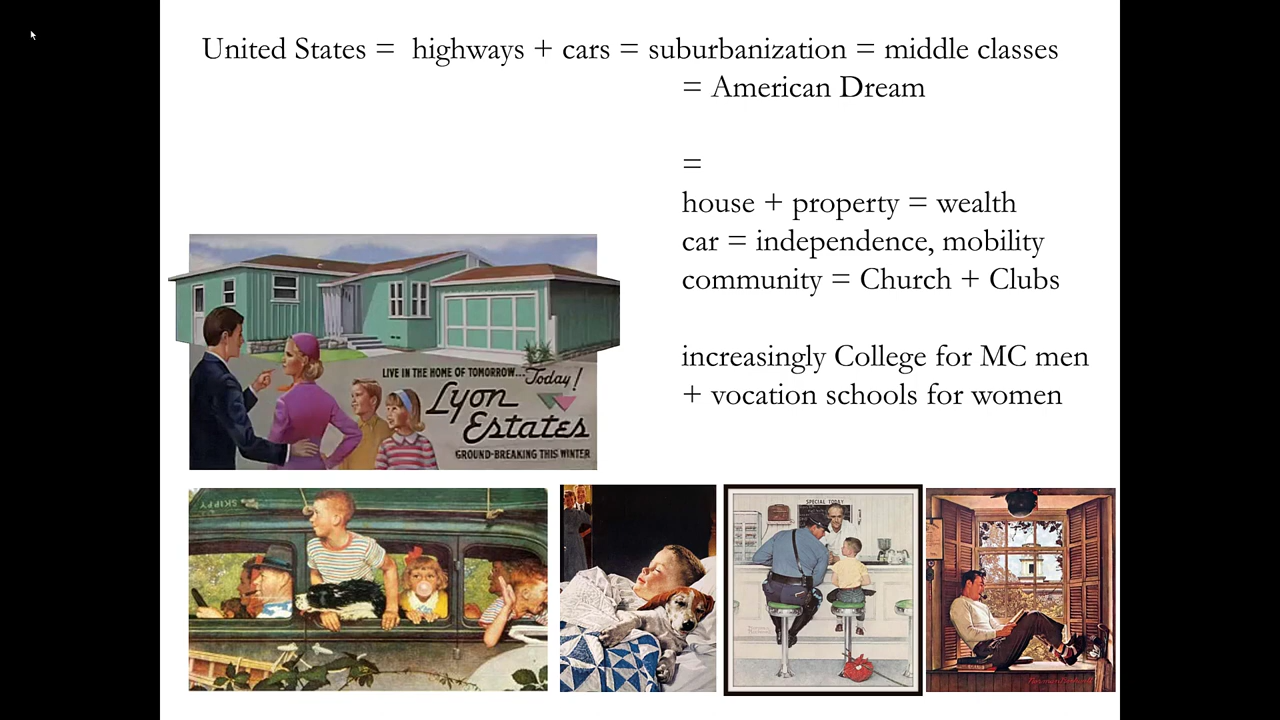 United States = highways + cars = suburbanization = middle classes
= American Dream
=
house + property = wealth
car = independence, mobility
community = Church + Clubs
increasingly College for MC men
+ vocation schools for women
LIVE IN THE HOME OF TOMORROW... Today!
Lyon
Estates
GROUND-BREAKING THIS WINTER
SKIPPY
SPECIAL TODAY